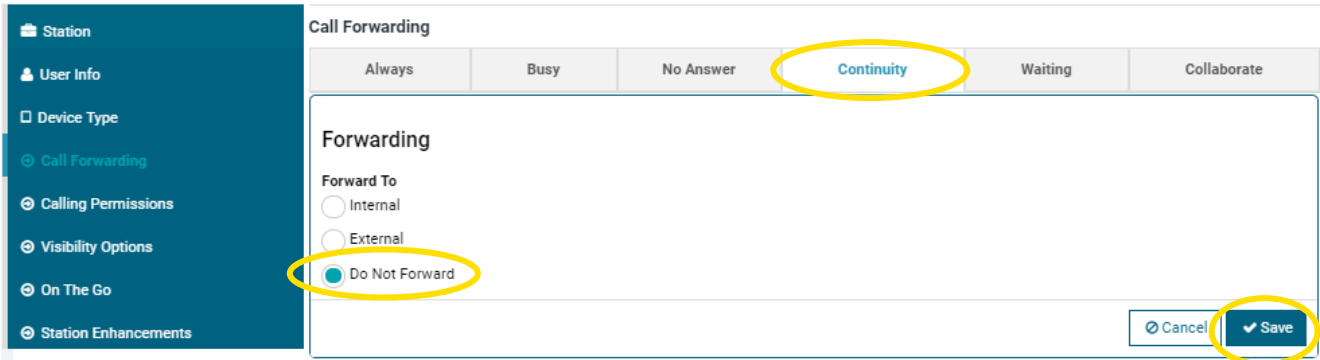 Station
User Info
Device Type
Call Forwarding
Calling Permissions
Visibility Options
On The Go
Station Enhancements
Call Forwarding
Always Busy No Answer Continuity Waiting Collaborate
Forwarding
Forward To
Internal
External
Do Not Forward
Cancel Save